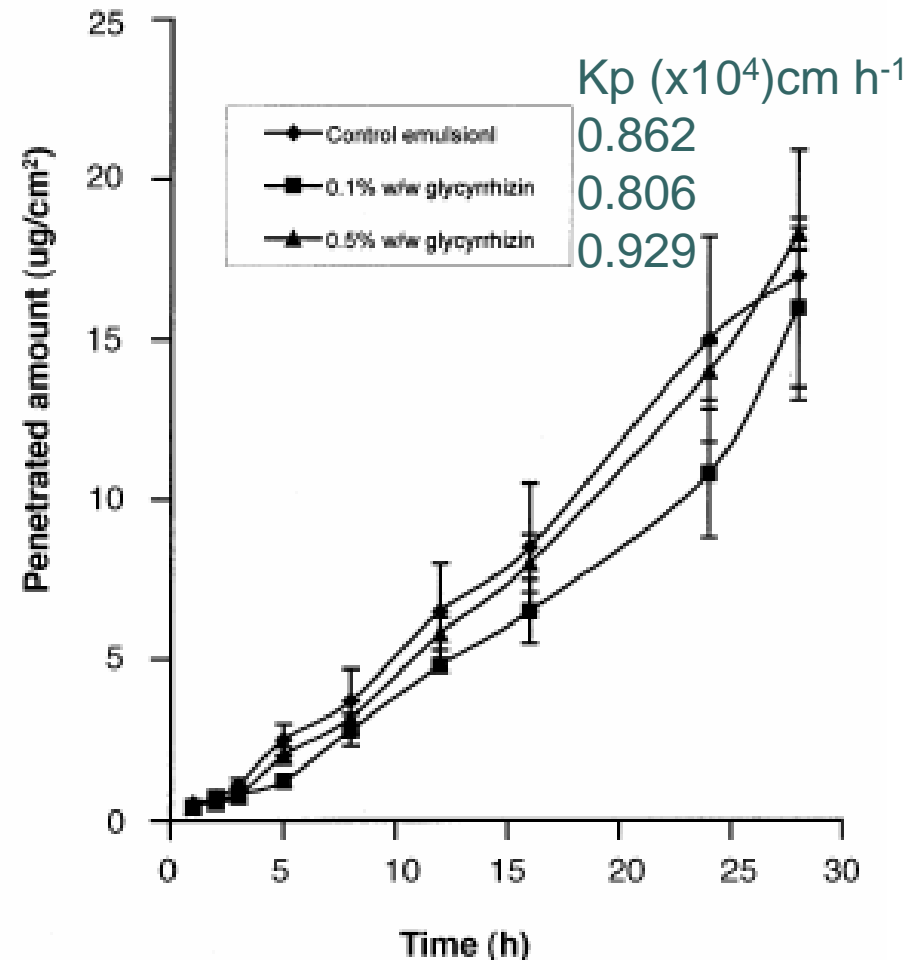 25
Kp (x10⁴)cm h⁻¹
Control emulsionl 0.862
20
0.1% w/w glycyrrhizin 0.806
0.5% w/w glycyrrhizin 0.929
15
10
5
0
Penetrated amount (ug/cm²)
0 5 10 15 20 25 30
Time (h)